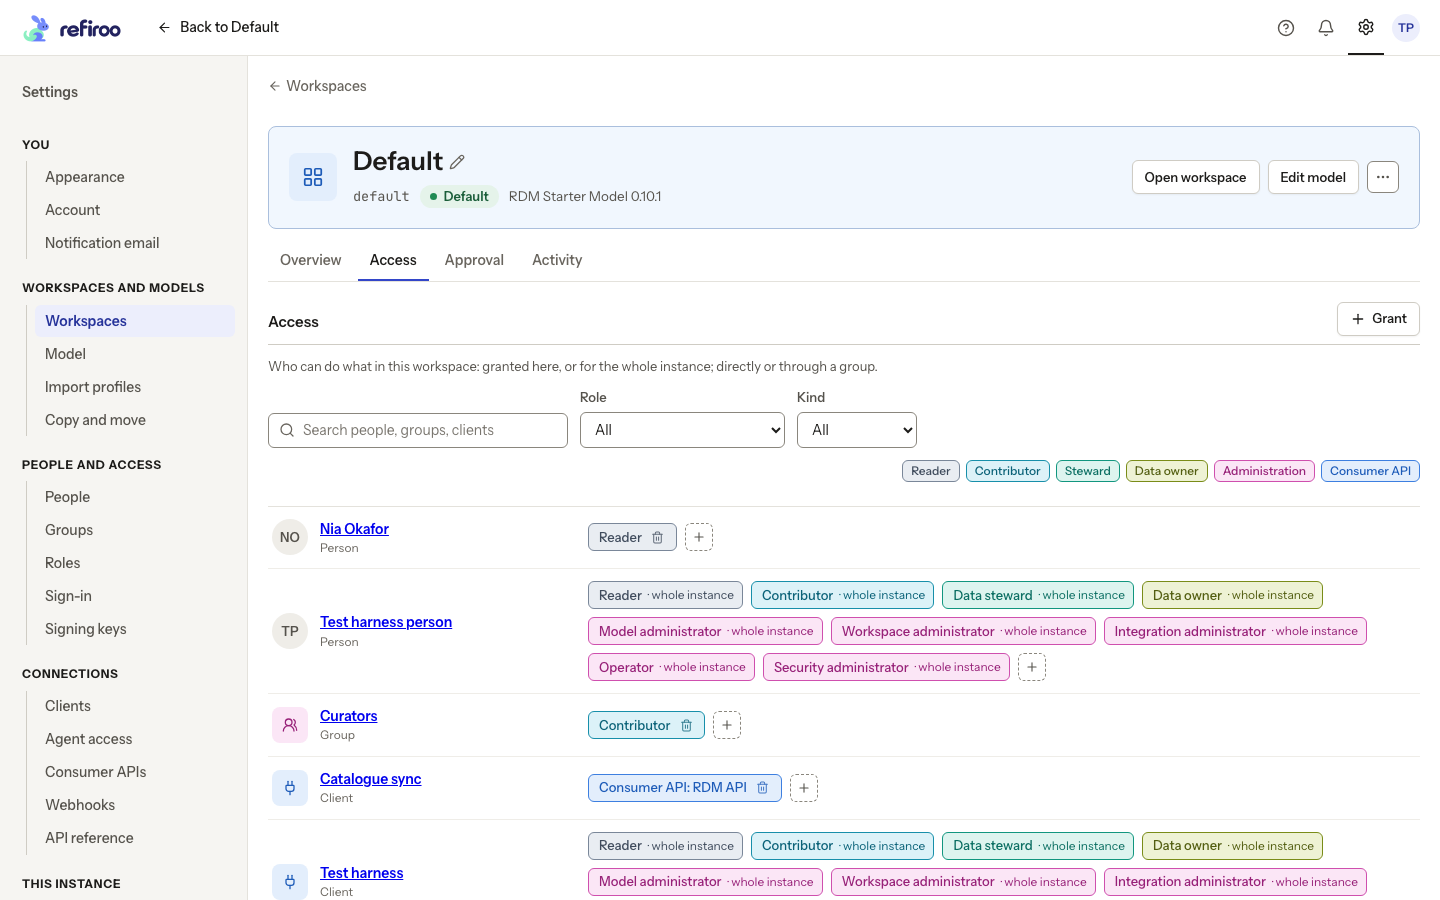 refiroo
Back to Default
TP
Settings
YOU
Appearance
Account
Notification email
WORKSPACES AND MODELS
Workspaces
Model
Import profiles
Copy and move
PEOPLE AND ACCESS
People
Groups
Roles
Sign-in
Signing keys
CONNECTIONS
Clients
Agent access
Consumer APIs
Webhooks
API reference
THIS INSTANCE
Workspaces
Default
default Default RDM Starter Model 0.10.1
Open workspace Edit model
Overview Access Approval Activity
Access
Grant
Who can do what in this workspace: granted here, or for the whole instance; directly or through a group.
Role Kind
Search people, groups, clients All All
Reader Contributor Steward Data owner Administration Consumer API
NO Nia Okafor Reader
Person
Reader · whole instance Contributor · whole instance Data steward · whole instance Data owner · whole instance
TP Test harness person Model administrator · whole instance Workspace administrator · whole instance Integration administrator · whole instance
Person
Operator · whole instance Security administrator · whole instance
Curators Contributor
Group
Catalogue sync Consumer API: RDM API
Client
Reader · whole instance Contributor · whole instance Data steward · whole instance Data owner · whole instance
Test harness Model administrator · whole instance Workspace administrator · whole instance Integration administrator · whole instance
Client